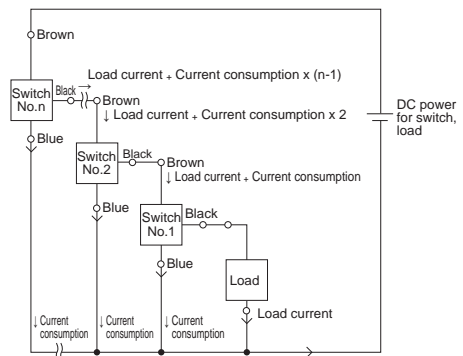 Brown
Black
Load current + Current consumption x (n-1)
Switch
No.n
Brown
↓ Load current + Current consumption x 2
DC power
for switch,
load
Blue
Switch
No.2
Black
Brown
↓ Load current + Current consumption
Blue
Switch
No.1
Black
Blue
Load
Load current
↓ Current
consumption
↓ Current
consumption
↓ Current
consumption